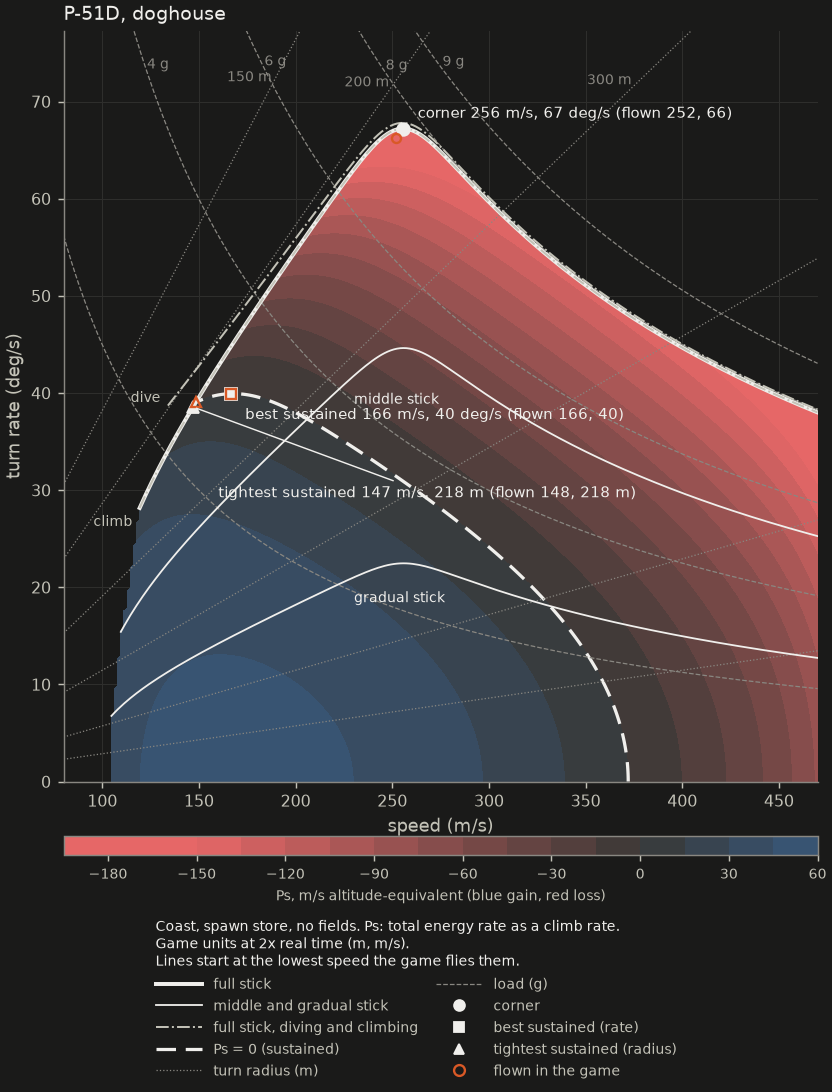 P-51D, doghouse
4 g
6 g
8 g
9 g
150 m
200 m
300 m
corner 256 m/s, 67 deg/s (flown 252, 66)
70
60
50
40
30
20
10
0
turn rate (deg/s)
dive
middle stick
best sustained 166 m/s, 40 deg/s (flown 166, 40)
tightest sustained 147 m/s, 218 m (flown 148, 218 m)
climb
gradual stick
100 150 200 250 300 350 400 450
speed (m/s)
−180 −150 −120 −90 −60 −30 0 30 60
Ps, m/s altitude-equivalent (blue gain, red loss)
Coast, spawn store, no fields. Ps: total energy rate as a climb rate.
Game units at 2x real time (m, m/s).
Lines start at the lowest speed the game flies them.
full stick
middle and gradual stick
full stick, diving and climbing
Ps = 0 (sustained)
turn radius (m)
load (g)
corner
best sustained (rate)
tightest sustained (radius)
flown in the game